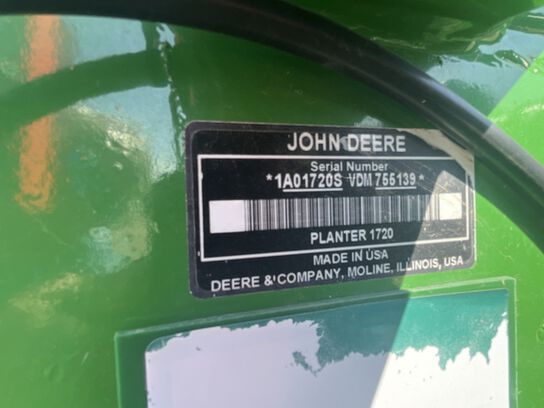 JOHN DEERE
Serial Number
*1A01720S VDM 755139*
PLANTER 1720
MADE IN USA
DEERE & COMPANY, MOLINE, ILLINOIS, USA